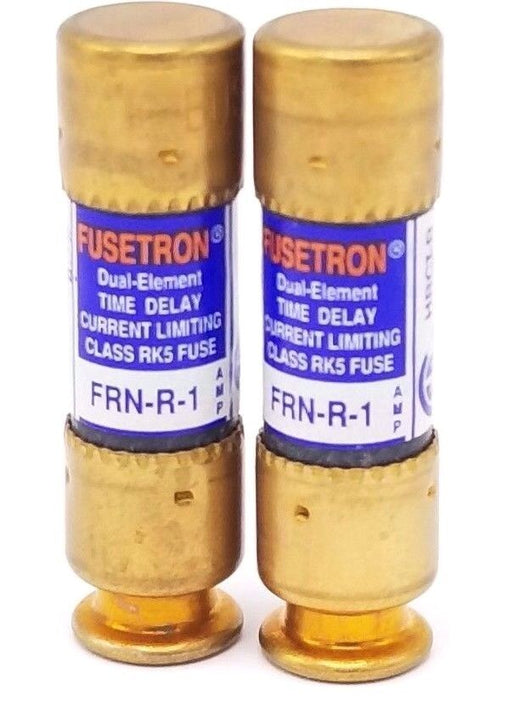 FUSETRON®
Dual-Element
TIME DELAY
CURRENT LIMITING
CLASS RK5 FUSE
FRN-R-1
AMP
FUSETRON®
Dual-Element
TIME DELAY
CURRENT LIMITING
CLASS RK5 FUSE
FRN-R-1
AMP